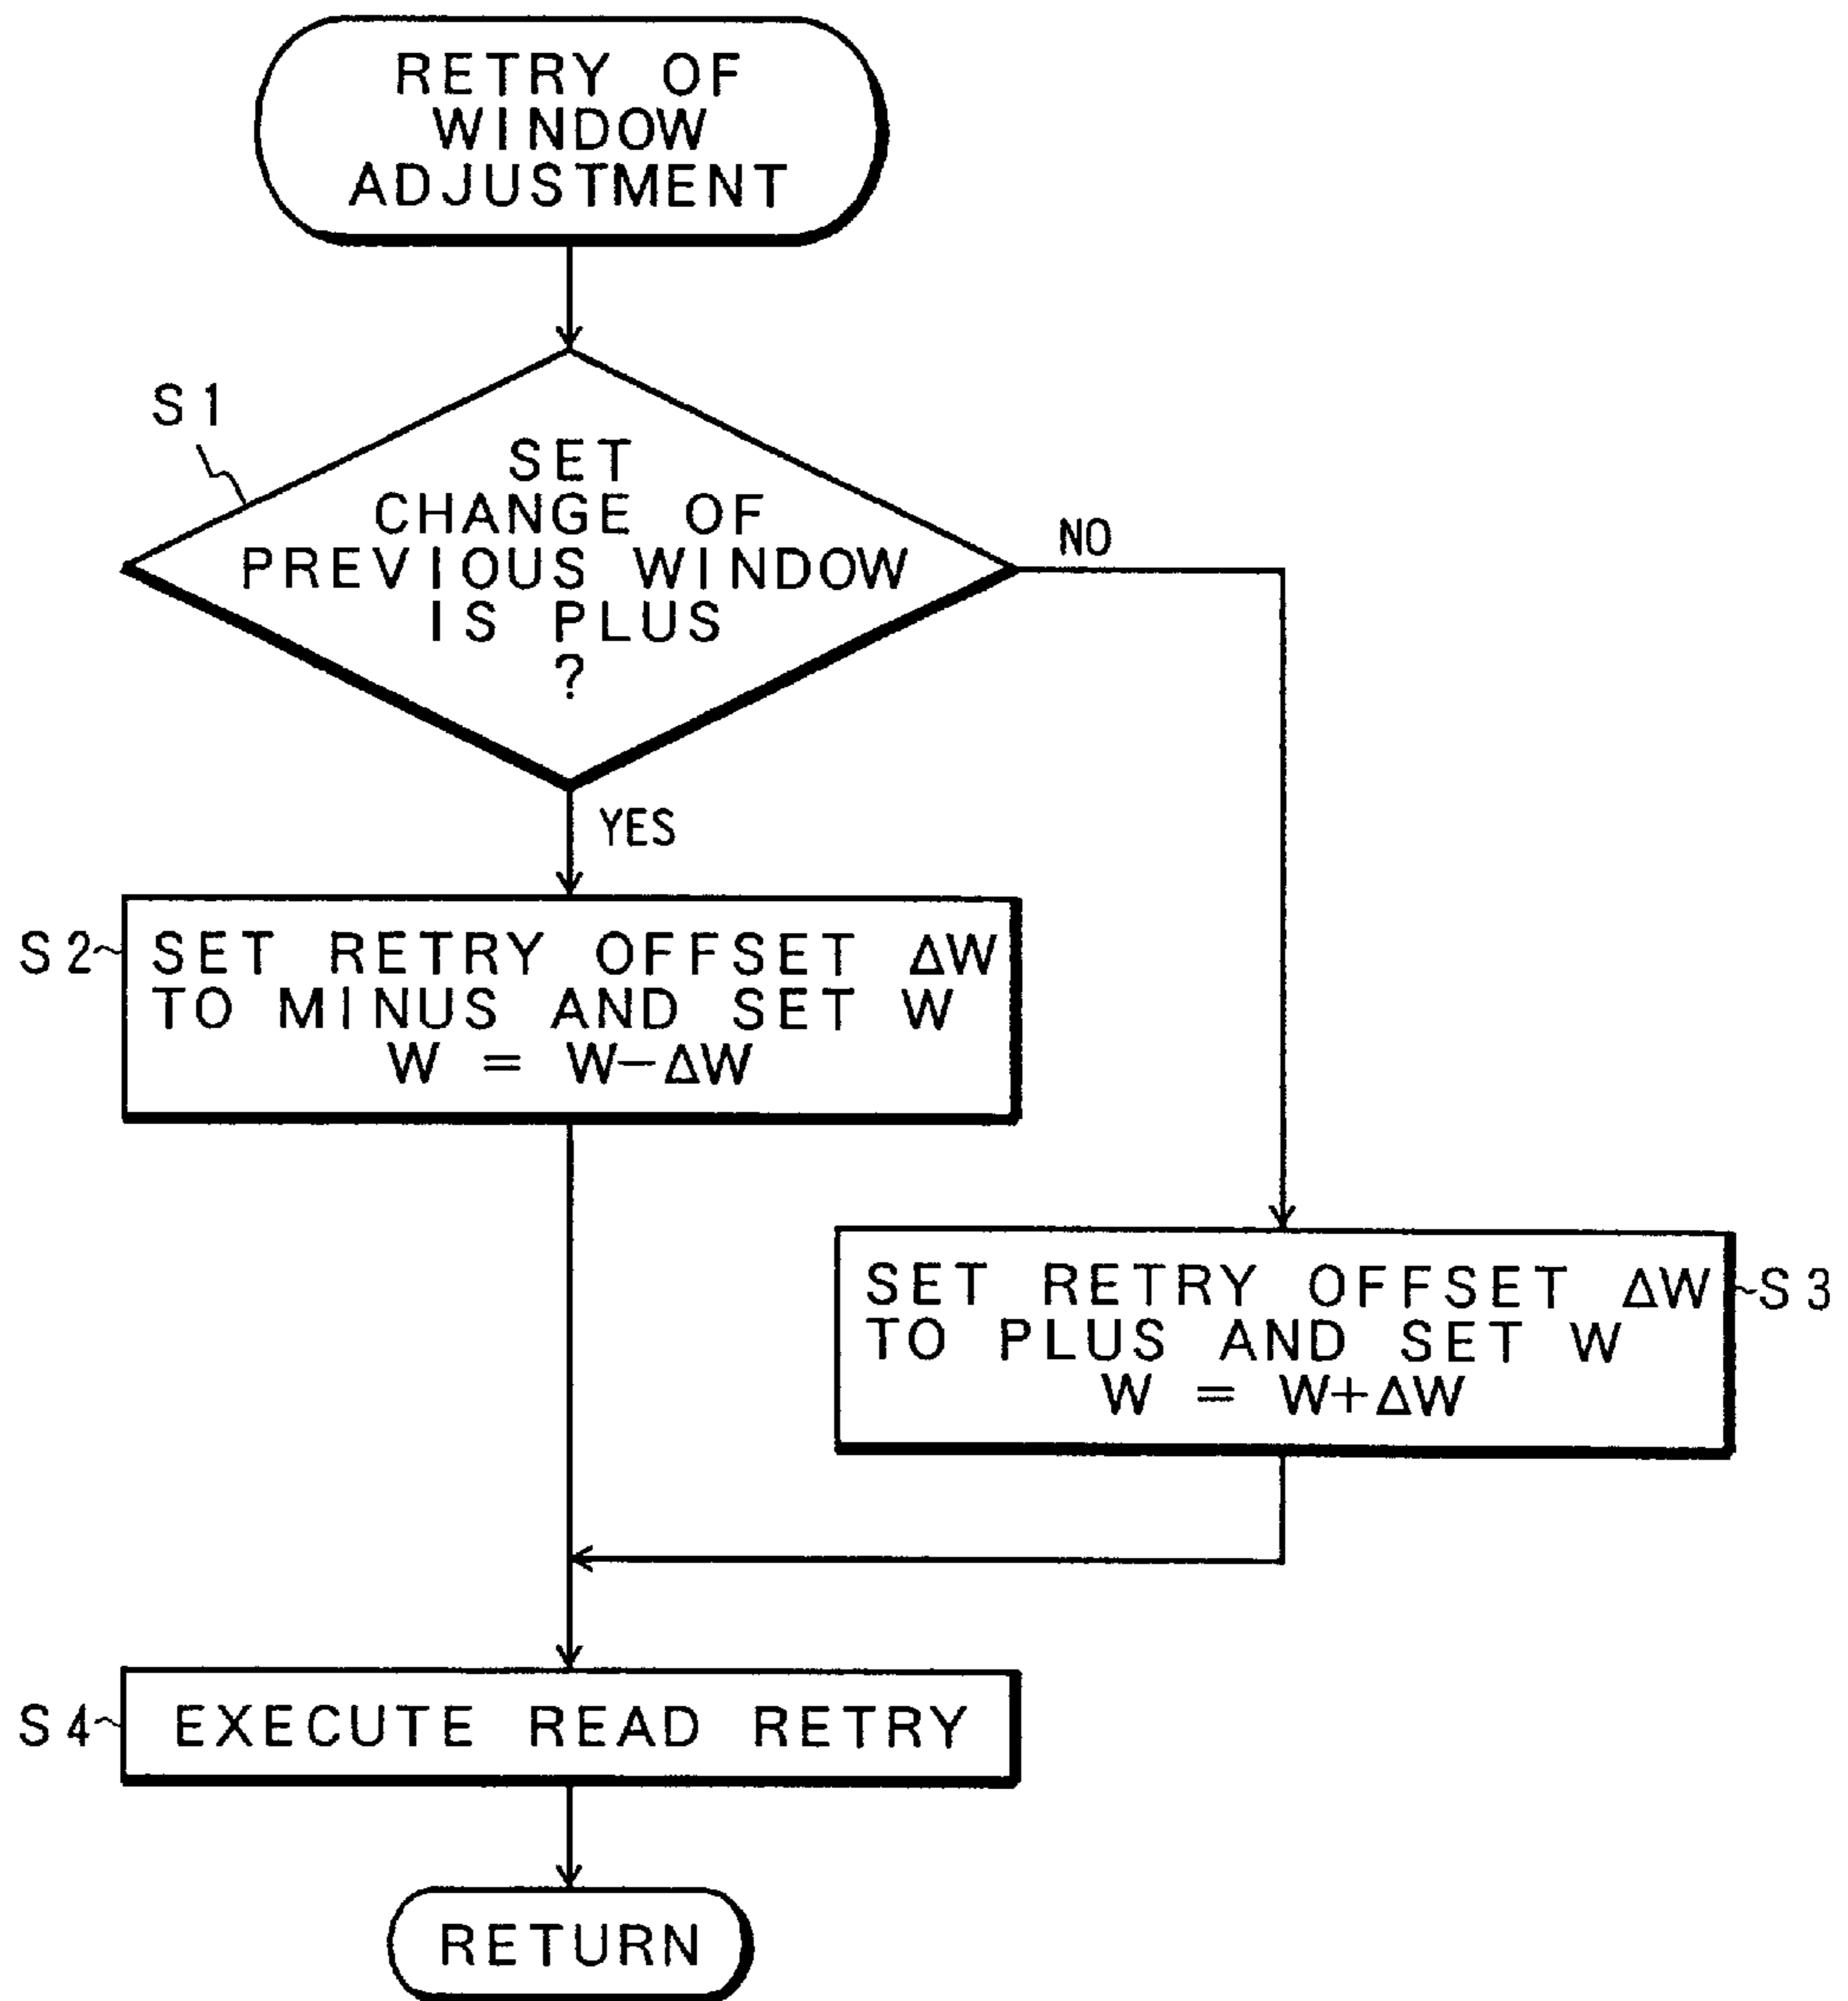 RETRY OF
WINDOW
ADJUSTMENT
S1
SET
CHANGE OF
PREVIOUS WINDOW
IS PLUS
?
NO
YES
S2
SET RETRY OFFSET ΔW
TO MINUS AND SET W
W = W-ΔW
SET RETRY OFFSET ΔW
TO PLUS AND SET W
W = W+ΔW
S3
S4
EXECUTE READ RETRY
RETURN